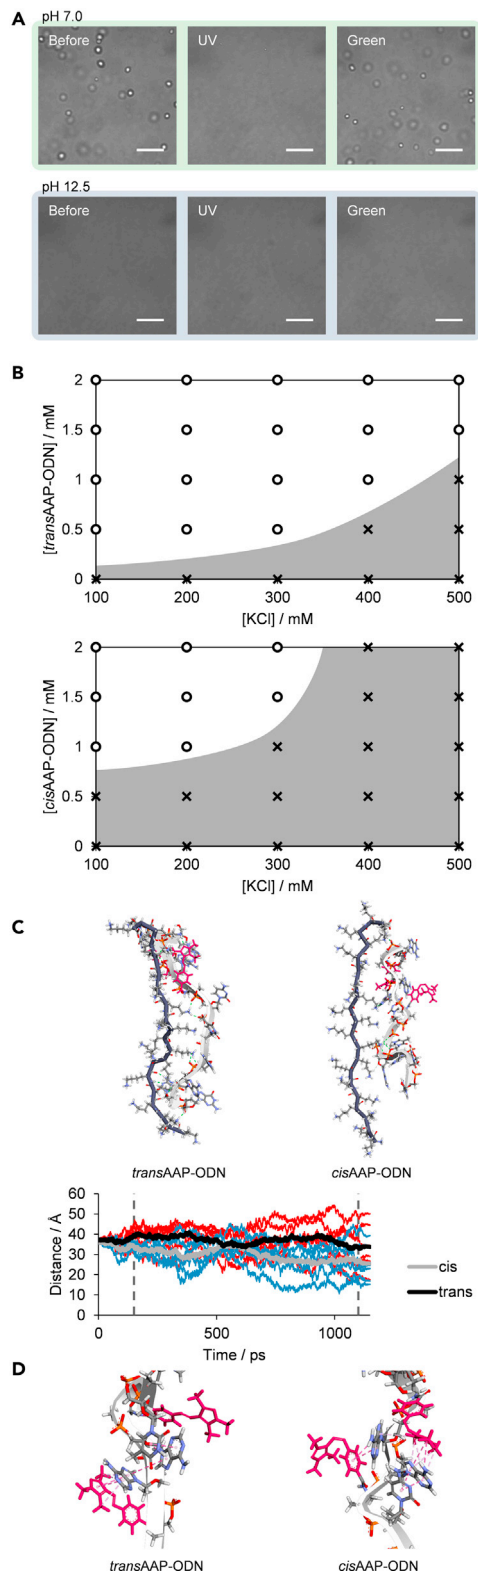 A
pH 7.0
Before UV Green
pH 12.5
Before UV Green
B
2
1.5
1
0.5
0
[transAAP-ODN] / mM
100 200 300 400 500
[KCl] / mM
2
1.5
1
0.5
0
[cisAAP-ODN] / mM
100 200 300 400 500
[KCl] / mM
C
transAAP-ODN cisAAP-ODN
60
50
40
30
20
10
0
Distance / Å
0 500 1000
Time / ps
cis
trans
D
transAAP-ODN cisAAP-ODN